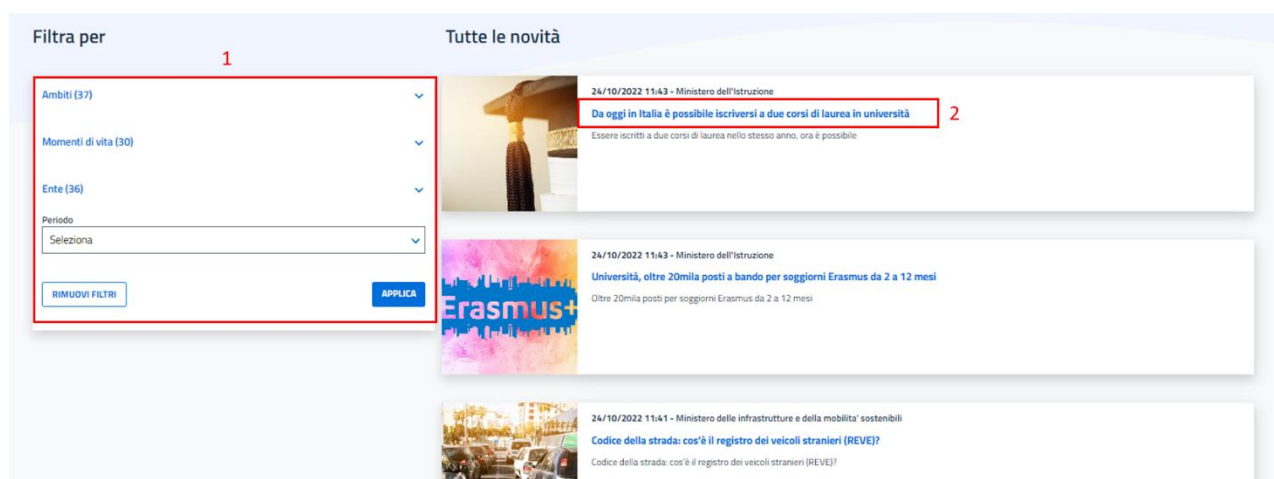 Filtra per
1
Ambiti (37)
Momenti di vita (30)
Ente (36)
Periodo
Seleziona
RIMUOVI FILTRI
APPLICA
Tutte le novità
24/10/2022 11:43 - Ministero dell'Istruzione
Da oggi in Italia è possibile iscriversi a due corsi di laurea in università
2
Essere iscritti a due corsi di laurea nello stesso anno, ora è possibile
Erasmus+
24/10/2022 11:43 - Ministero dell'Istruzione
Università, oltre 20mila posti a bando per soggiorni Erasmus da 2 a 12 mesi
Oltre 20mila posti per soggiorni Erasmus da 2 a 12 mesi
24/10/2022 11:41 - Ministero delle infrastrutture e della mobilita' sostenibili
Codice della strada: cos'è il registro dei veicoli stranieri (REVE)?
Codice della strada: cos'è il registro dei veicoli stranieri (REVE)?